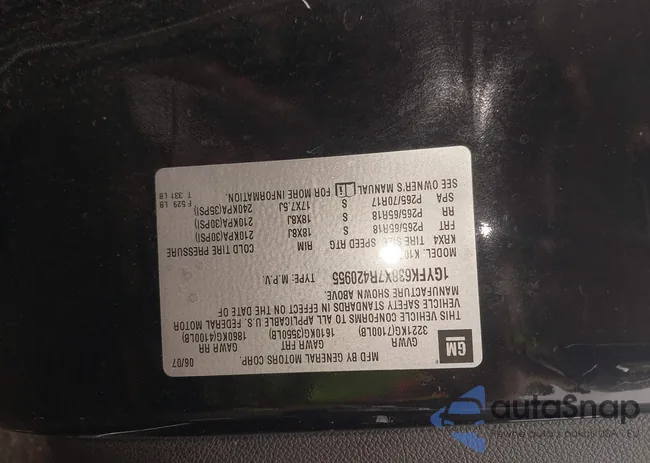 GM
MFD BY GENERAL MOTORS CORP. 06/07
GVWR GAWR FRT GAWR RR
3221KG(7100LB) 1610KG(3550LB) 1860KG(4100LB)
THIS VEHICLE CONFORMS TO ALL APPLICABLE U.S. FEDERAL MOTOR
VEHICLE SAFETY STANDARDS IN EFFECT ON THE DATE OF
MANUFACTURE SHOWN ABOVE.
1GYFK638X7R420955 TYPE: M.P.V.
MODEL:
KRX4 TIRE SIZE SPEED RTG RIM COLD TIRE PRESSURE
FRT P265/65R18 S 18X8J 210KPA(30PSI)
RR P265/65R18 S 18X8J 210KPA(30PSI)
SPA P265/70R17 S 17X7.5J 240KPA(35PSI)
SEE OWNER'S MANUAL FOR MORE INFORMATION.
F 529 LB
T 331 LB
autoSnap